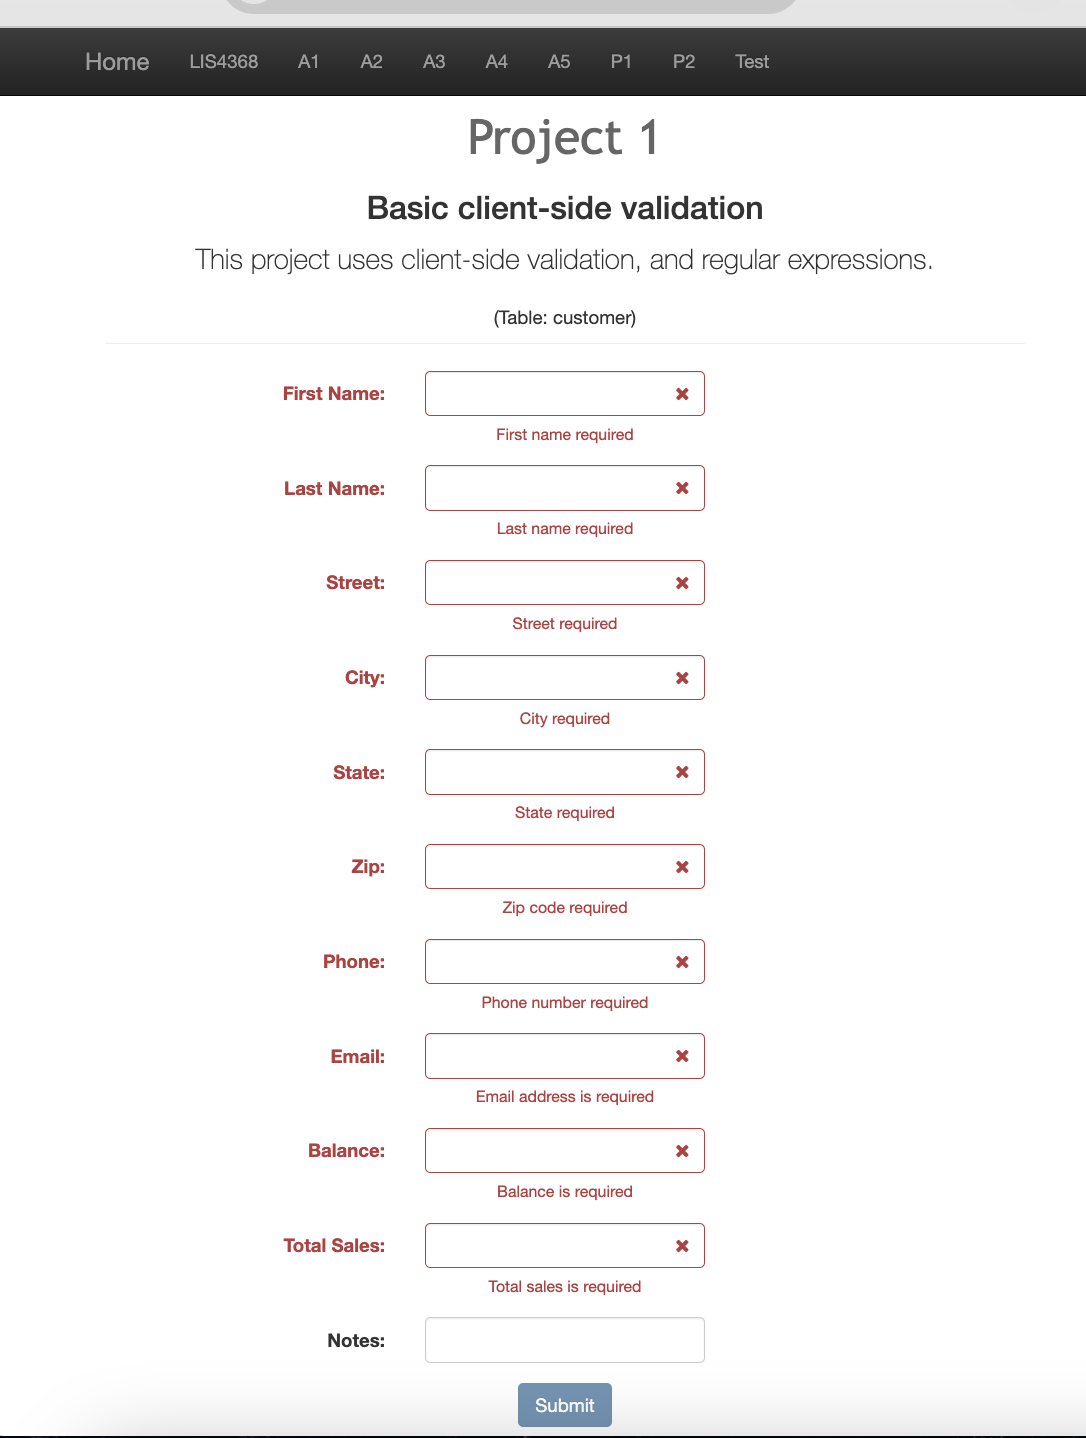 Home LIS4368 A1 A2 A3 A4 A5 P1 P2 Test
Project 1
Basic client-side validation
This project uses client-side validation, and regular expressions.
(Table: customer)
First Name:
First name required
Last Name:
Last name required
Street:
Street required
City:
City required
State:
State required
Zip:
Zip code required
Phone:
Phone number required
Email:
Email address is required
Balance:
Balance is required
Total Sales:
Total sales is required
Notes:
Submit